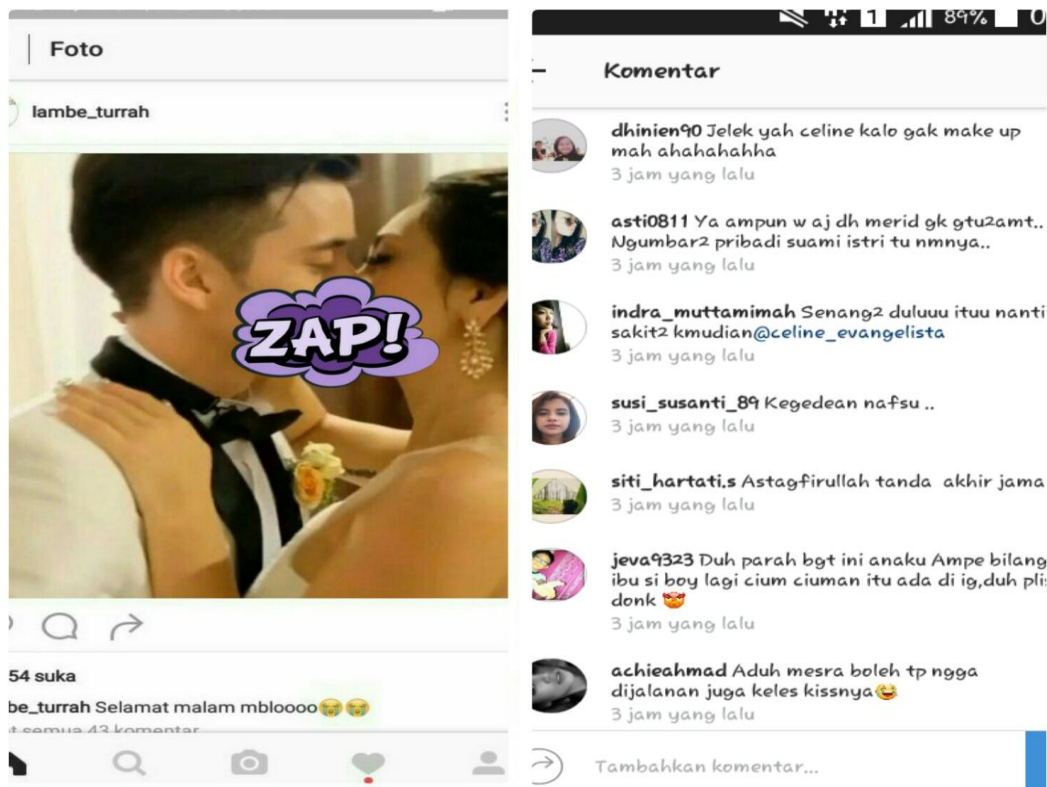 Foto
lambe_turrah
ZAP!
54 suka
be_turrah Selamat malam mbloooo😭😭
semua 43 komentar
1 89%
Komentar
dhinien90 Jelek yah celine kalo gak make up
mah ahahahahha
3 jam yang lalu
asti0811 Ya ampun w aj dh merid gk gtu2amt..
Ngumbar2 pribadi suami istri tu nmnya..
3 jam yang lalu
indra_muttamimah Senang2 duluuu ituu nanti
sakit2 kmudian@celine_evangelista
3 jam yang lalu
susi_susanti_89 Kegedean nafsu ..
3 jam yang lalu
siti_hartati.s Astagfirullah tanda akhir jama
3 jam yang lalu
jeva9323 Duh parah bgt ini anaku Ampe bilang
ibu si boy lagi cium ciuman itu ada di ig,duh pli
donk 😡
3 jam yang lalu
achieahmad Aduh mesra boleh tp ngga
dijalanan juga keles kissnya😂
3 jam yang lalu
Tambahkan komentar...